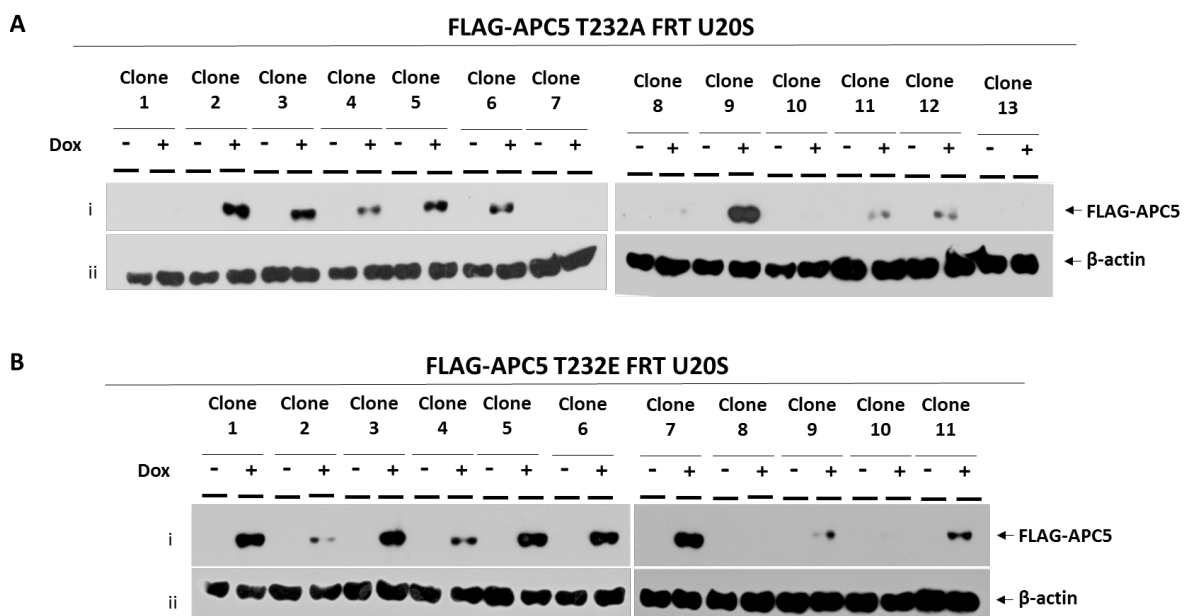 A
FLAG-APC5 T232A FRT U20S
Clone 1 Clone 2 Clone 3 Clone 4 Clone 5 Clone 6 Clone 7 Clone 8 Clone 9 Clone 10 Clone 11 Clone 12 Clone 13
Dox - + - + - + - + - + - + - + - + - + - + - + - + - +
i ← FLAG-APC5
ii ← β-actin
B
FLAG-APC5 T232E FRT U20S
Clone 1 Clone 2 Clone 3 Clone 4 Clone 5 Clone 6 Clone 7 Clone 8 Clone 9 Clone 10 Clone 11
Dox - + - + - + - + - + - + - + - + - + - + - +
i ← FLAG-APC5
ii ← β-actin